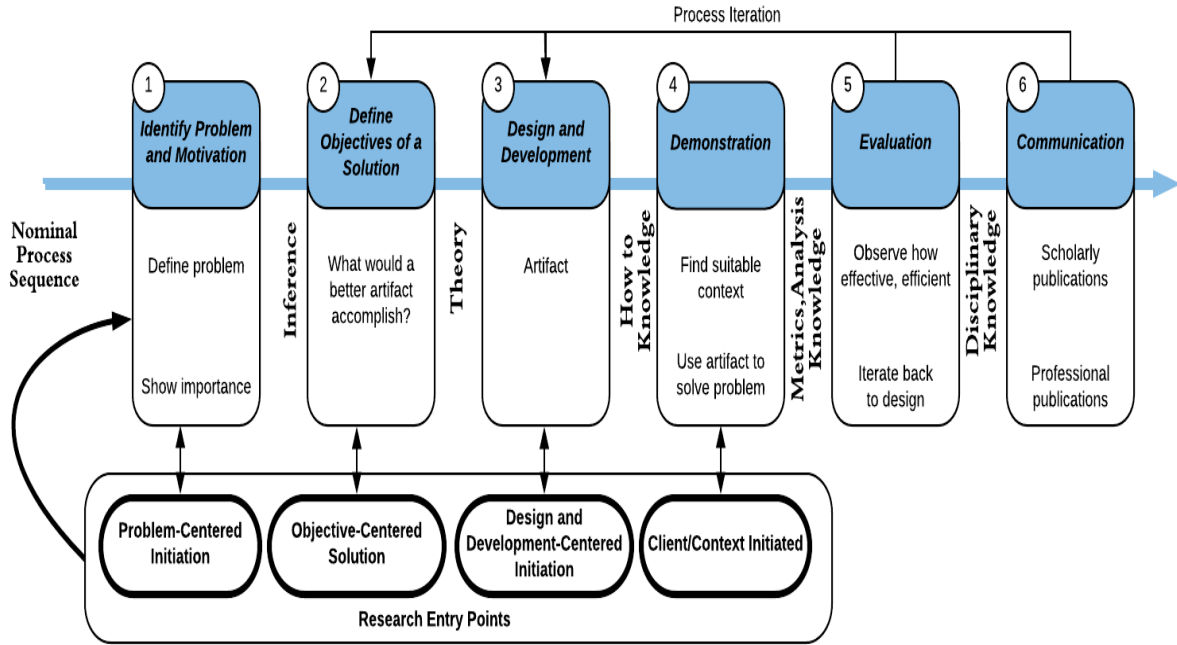 Process Iteration
1
2
3
4
5
6
Identify Problem
and Motivation
Define
Objectives of a
Solution
Design and
Development
Demonstration
Evaluation
Communication
Nominal
Process
Sequence
Define problem
Show importance
Inference
What would a
better artifact
accomplish?
Theory
Artifact
How to
Knowledge
Find suitable
context
Use artifact to
solve problem
Metrics,Analysis
Knowledge
Observe how
effective, efficient
Iterate back
to design
Disciplinary
Knowledge
Scholarly
publications
Professional
publications
Problem-Centered
Initiation
Objective-Centered
Solution
Design and
Development-Centered
Initiation
Client/Context Initiated
Research Entry Points